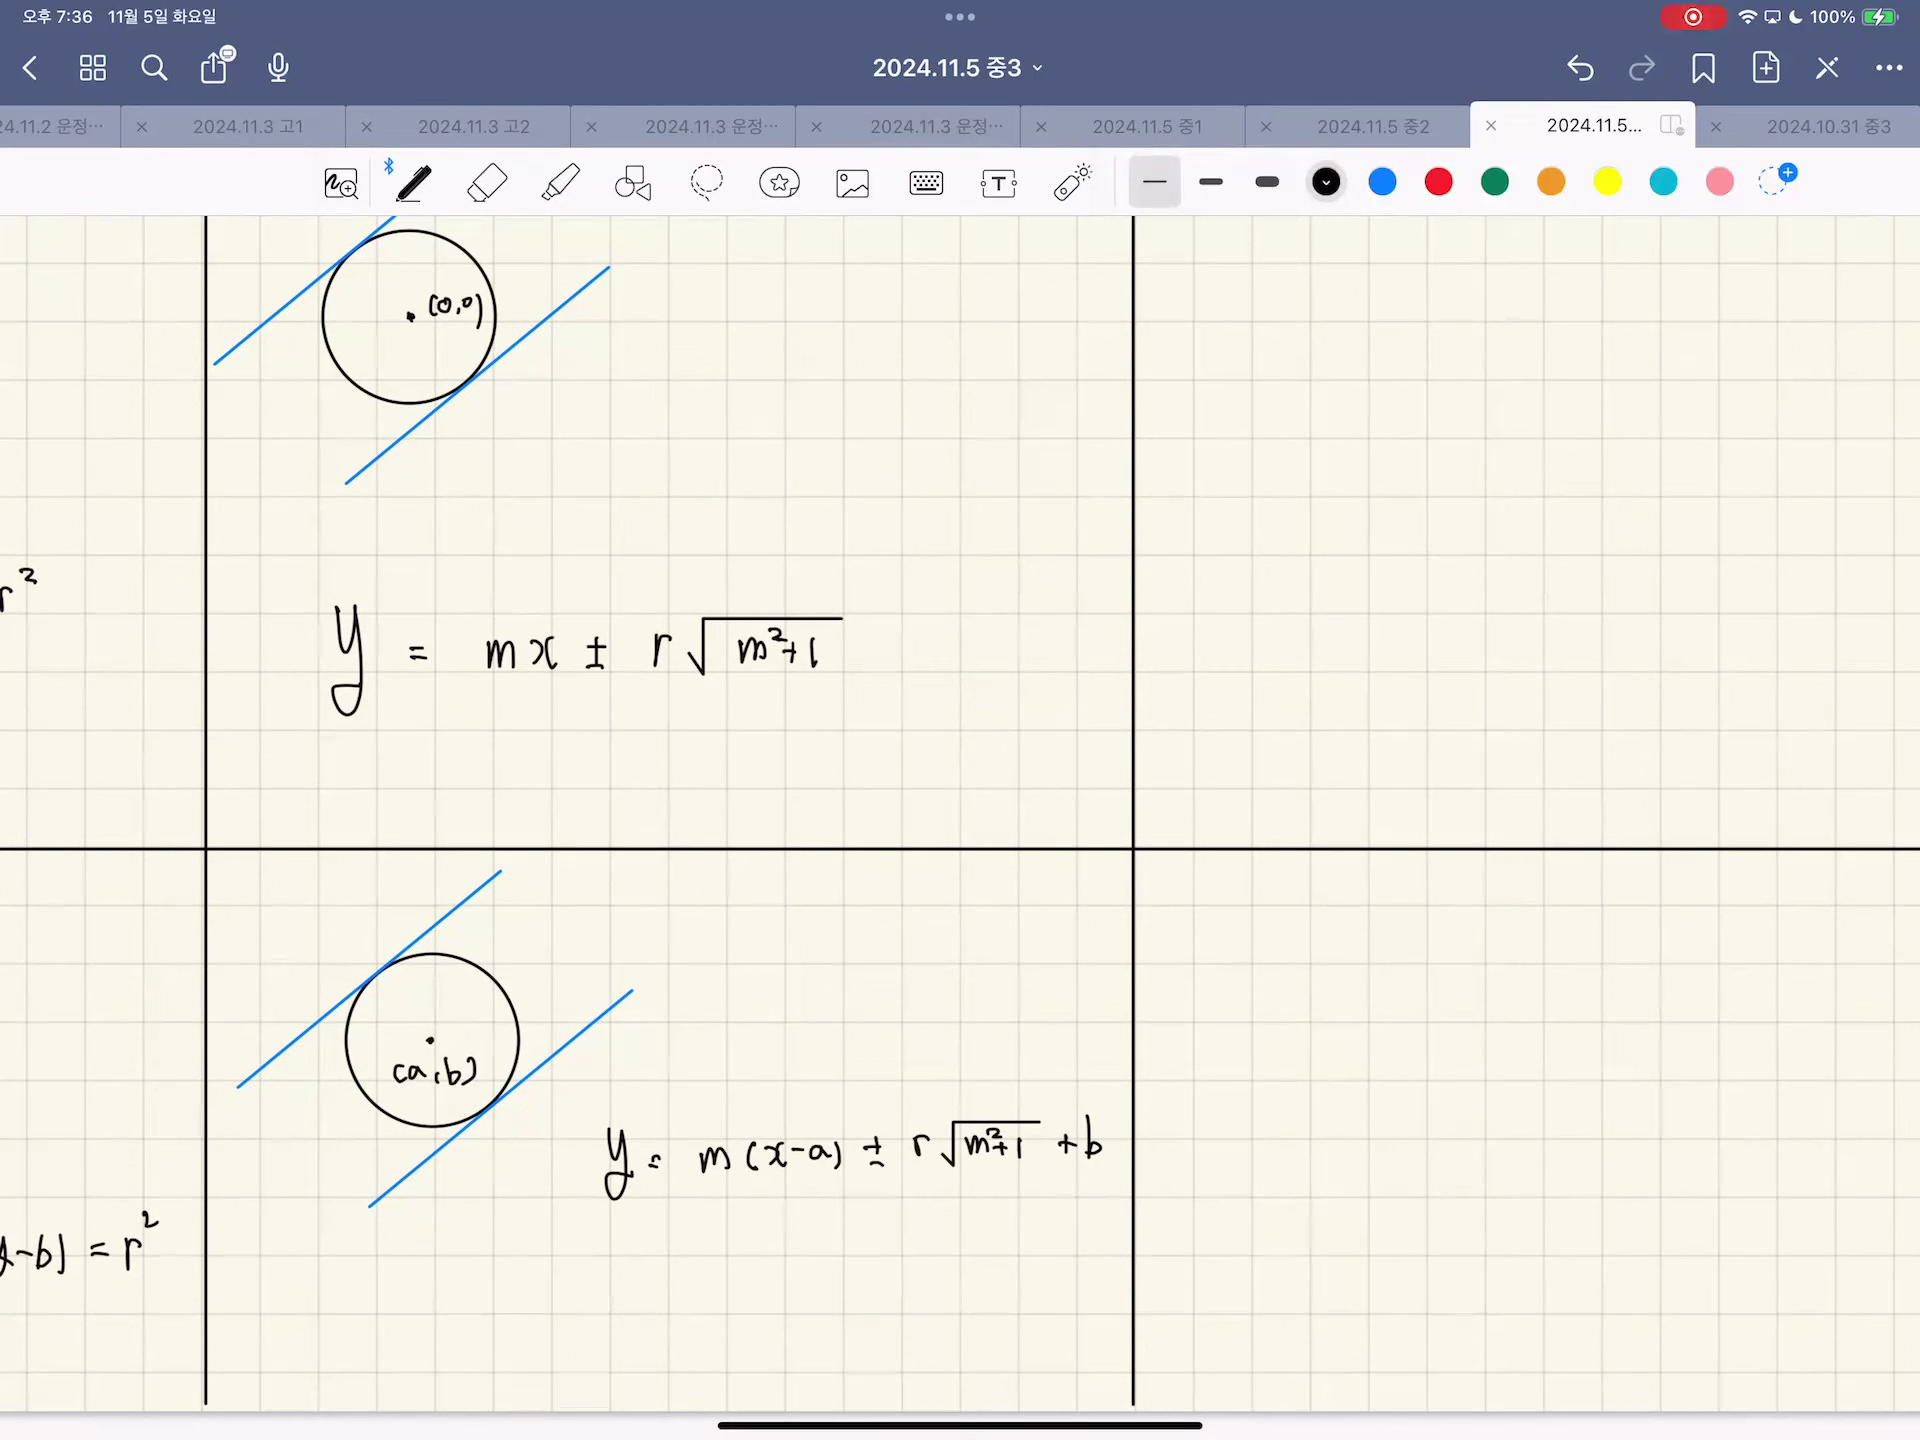 오후 7:36 11월 5일 화요일
100%
2024.11.5 중3
24.11.2 운정…
2024.11.3 고1
2024.11.3 고2
2024.11.3 운정…
2024.11.3 운정…
2024.11.5 중1
2024.11.5 중2
2024.11.5...
2024.10.31 중3
(0,0)
r²
y = mx ± r√(m²+1)
(a,b)
y = m(x-a) ± r√(m²+1) + b
-b) = r²